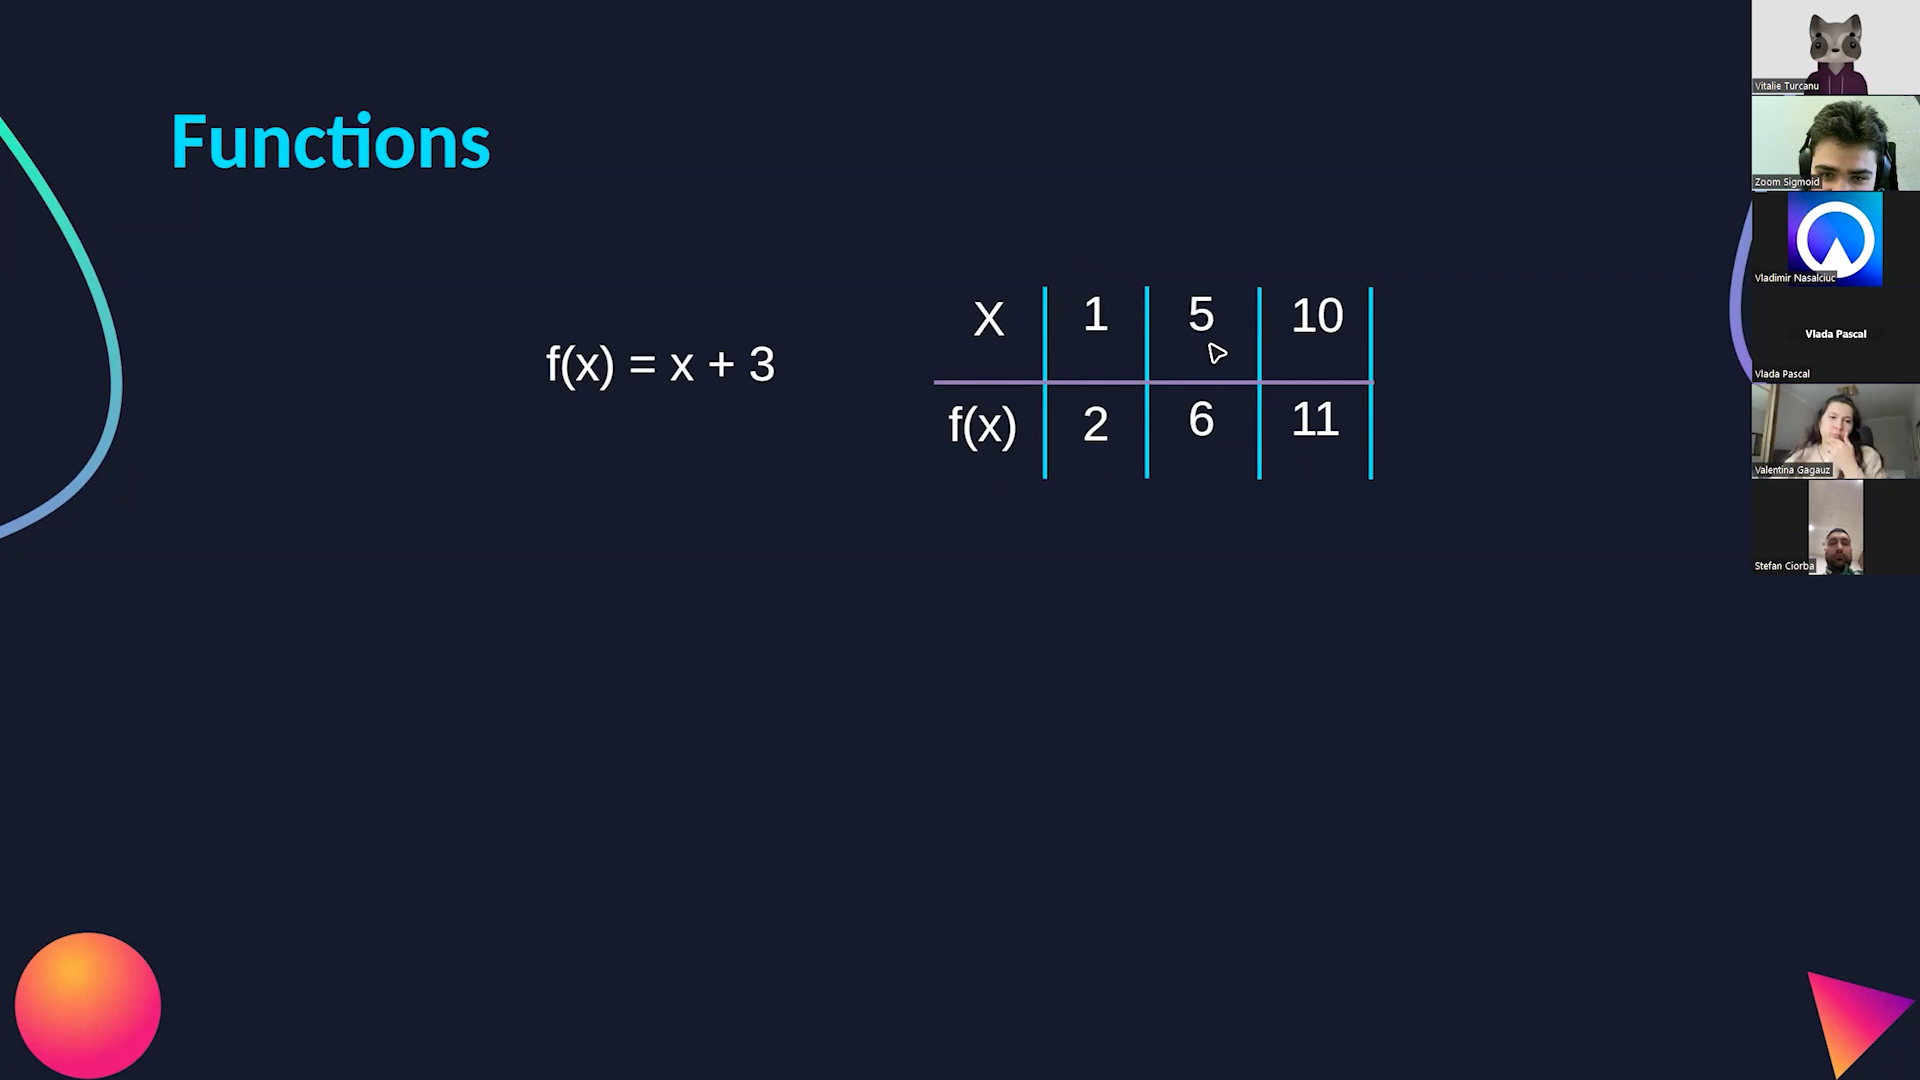 Functions
f(x) = x + 3
X 1 5 10
f(x) 2 6 11
Vitalie Turcanu
Zoom Sigmoid
Vladimir Nasalciuc
Vlada Pascal
Vlada Pascal
Valentina Gagauz
Stefan Ciorba